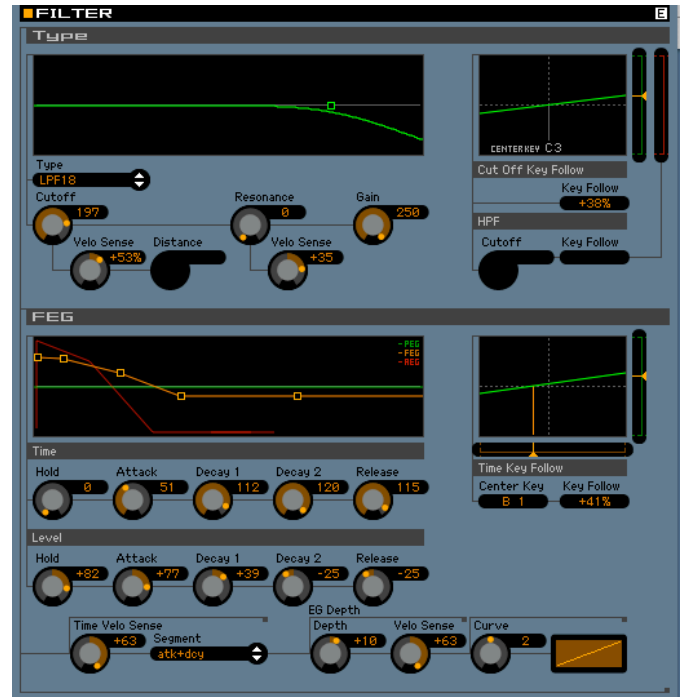 FILTER E
Type
CENTERKEY C3
Type
LPF18
Cut Off Key Follow
Cutoff Resonance Gain Key Follow
197 0 250 +38%
HPF
Velo Sense Distance Velo Sense Cutoff Key Follow
+53% +35
FEG
-PEG
-FEG
-AEG
Time Time Key Follow
Hold Attack Decay 1 Decay 2 Release Center Key Key Follow
0 51 112 120 115 B 1 +41%
Level
Hold Attack Decay 1 Decay 2 Release
+82 +77 +39 -25 -25
EG Depth
Time Velo Sense Depth Velo Sense Curve
+63 Segment +10 +63 2
atk+dcy